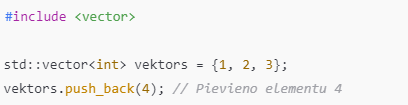 #include <vector>
std::vector<int> vektors = {1, 2, 3};
vektors.push_back(4); // Pievieno elementu 4